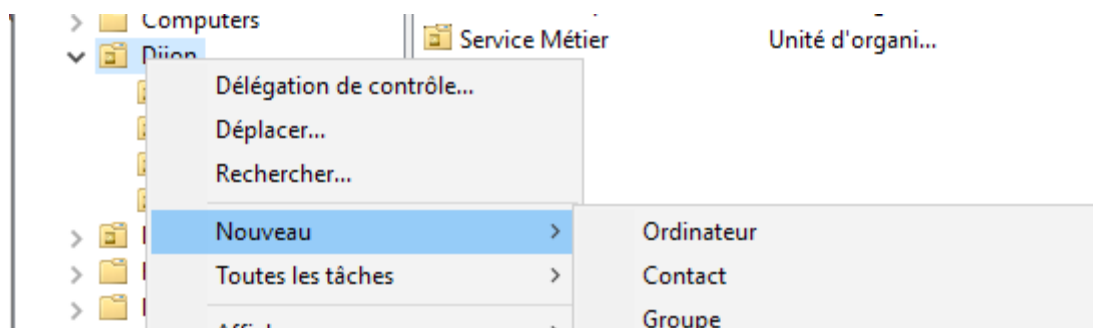 Computers
Service Métier Unité d'organi...
Dijon
Délégation de contrôle...
Déplacer...
Rechercher...
Nouveau
Ordinateur
Toutes les tâches
Contact
Groupe